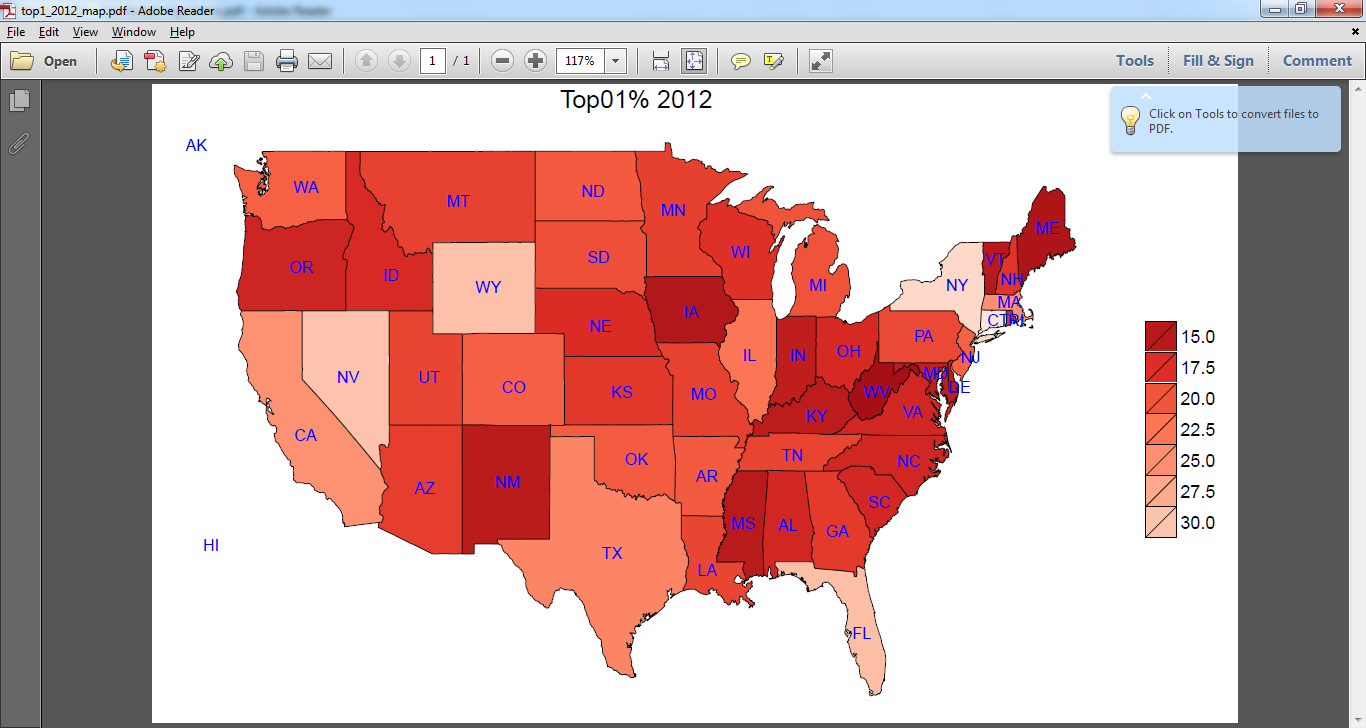 top1_2012_map.pdf - Adobe Reader
File Edit View Window Help
Open 1 / 1 117% Tools Fill & Sign Comment
Click on Tools to convert files to
PDF.
Top01% 2012
AK
WA MT ND MN
OR ID WY SD WI MI NY VT NH ME
MA
CT RI
NE IA PA
NV UT CO IL IN OH NJ
KS MO WV MD DE
CA KY VA
OK TN NC
AZ NM AR SC
MS AL GA
HI TX LA
FL
15.0
17.5
20.0
22.5
25.0
27.5
30.0